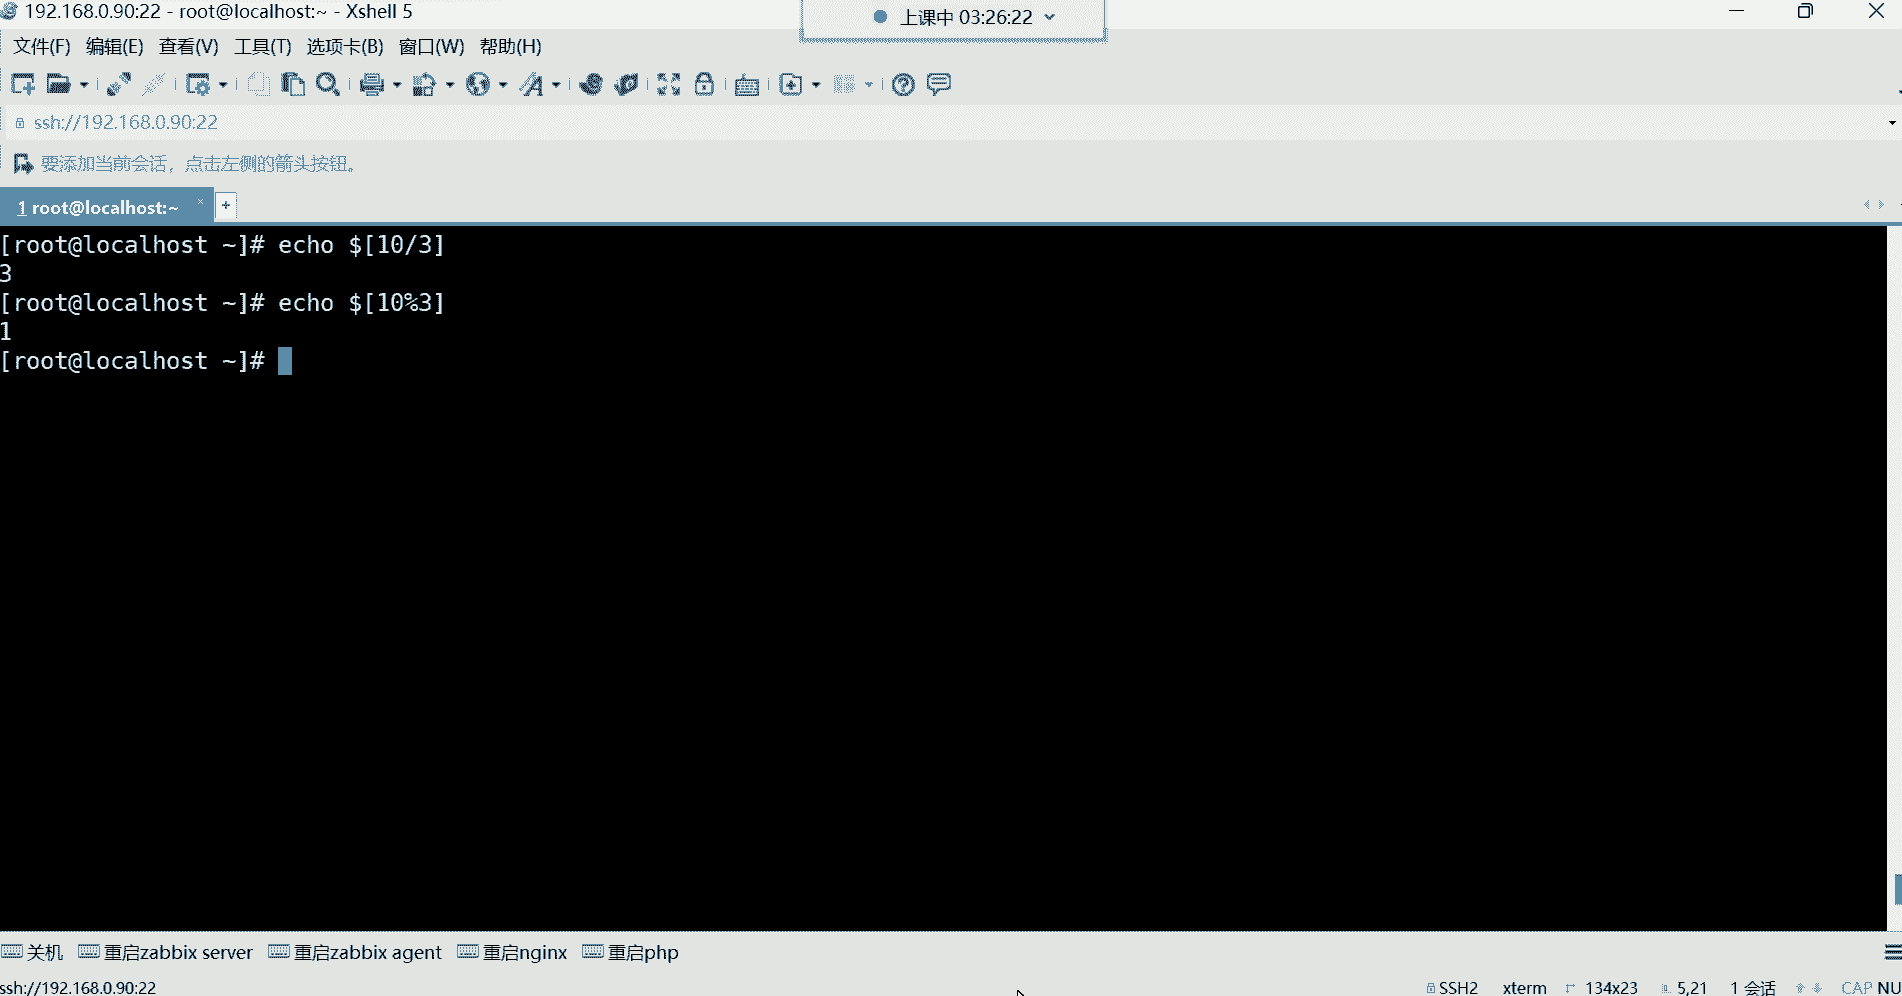 192.168.0.90:22 - root@localhost:~ - Xshell 5
上课中 03:26:22
文件(F) 编辑(E) 查看(V) 工具(T) 选项卡(B) 窗口(W) 帮助(H)
ssh://192.168.0.90:22
要添加当前会话，点击左侧的箭头按钮。
1 root@localhost:~ × +
[root@localhost ~]# echo $[10/3]
3
[root@localhost ~]# echo $[10%3]
1
[root@localhost ~]#
关机 重启zabbix server 重启zabbix agent 重启nginx 重启php
ssh://192.168.0.90:22 SSH2 xterm 134x23 5,21 1 会话 CAP NU